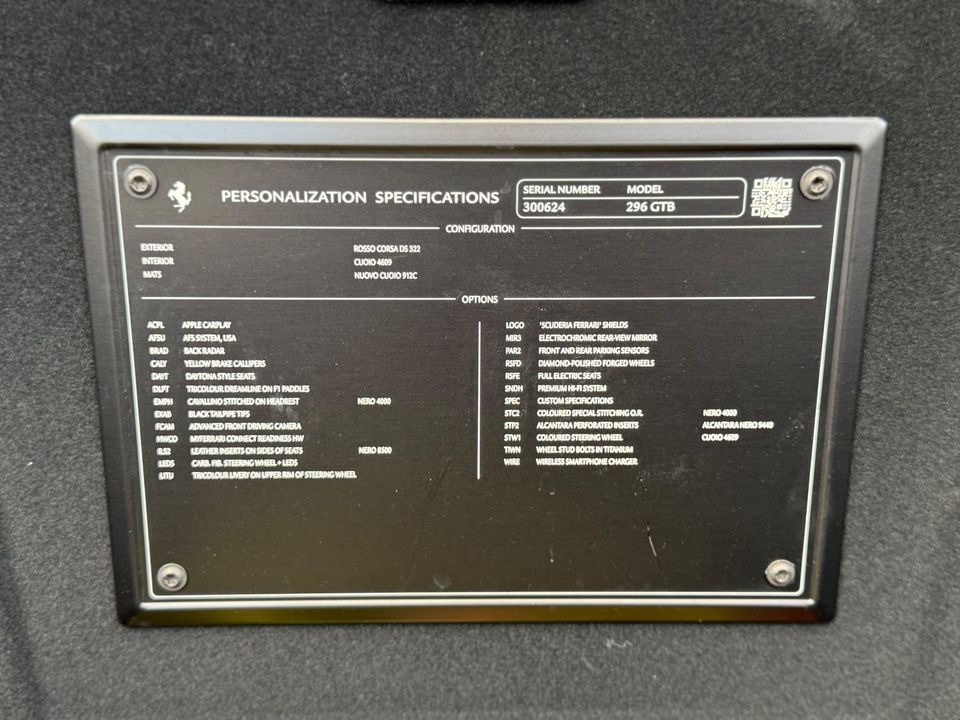 PERSONALIZATION SPECIFICATIONS
SERIAL NUMBER MODEL
300624 296 GTB
CONFIGURATION
EXTERIOR ROSSO CORSA DS 322
INTERIOR CUOIO 4609
MATS NUOVO CUOIO 912C
OPTIONS
ACPL APPLE CARPLAY
AFSU AFS SYSTEM, USA
BRAD BACK RADAR
CALY YELLOW BRAKE CALLIPERS
DAYT DAYTONA STYLE SEATS
DLPT TRICOLOUR DREAMLINE ON F1 PADDLES
EMPH CAVALLINO STITCHED ON HEADREST NERO 4000
EXAB BLACK TAILPIPE TIPS
FCAM ADVANCED FRONT DRIVING CAMERA
HWCO MYFERRARI CONNECT READINESS HW
ILS2 LEATHER INSERTS ON SIDES OF SEATS NERO 8500
LEDS CARB. FIB. STEERING WHEEL + LEDS
LITU TRICOLOUR LIVERY ON UPPER RIM OF STEERING WHEEL
LOGO "SCUDERIA FERRARI" SHIELDS
MIR3 ELECTROCHROMIC REAR-VIEW MIRROR
PAR2 FRONT AND REAR PARKING SENSORS
RSFD DIAMOND-POLISHED FORGED WHEELS
RSFE FULL ELECTRIC SEATS
SNDH PREMIUM HI-FI SYSTEM
SPEC CUSTOM SPECIFICATIONS
STC2 COLOURED SPECIAL STITCHING O.R. NERO 4000
STP2 ALCANTARA PERFORATED INSERTS ALCANTARA NERO 9440
STW1 COLOURED STEERING WHEEL CUOIO 4609
TIWN WHEEL STUD BOLTS IN TITANIUM
WIRE WIRELESS SMARTPHONE CHARGER